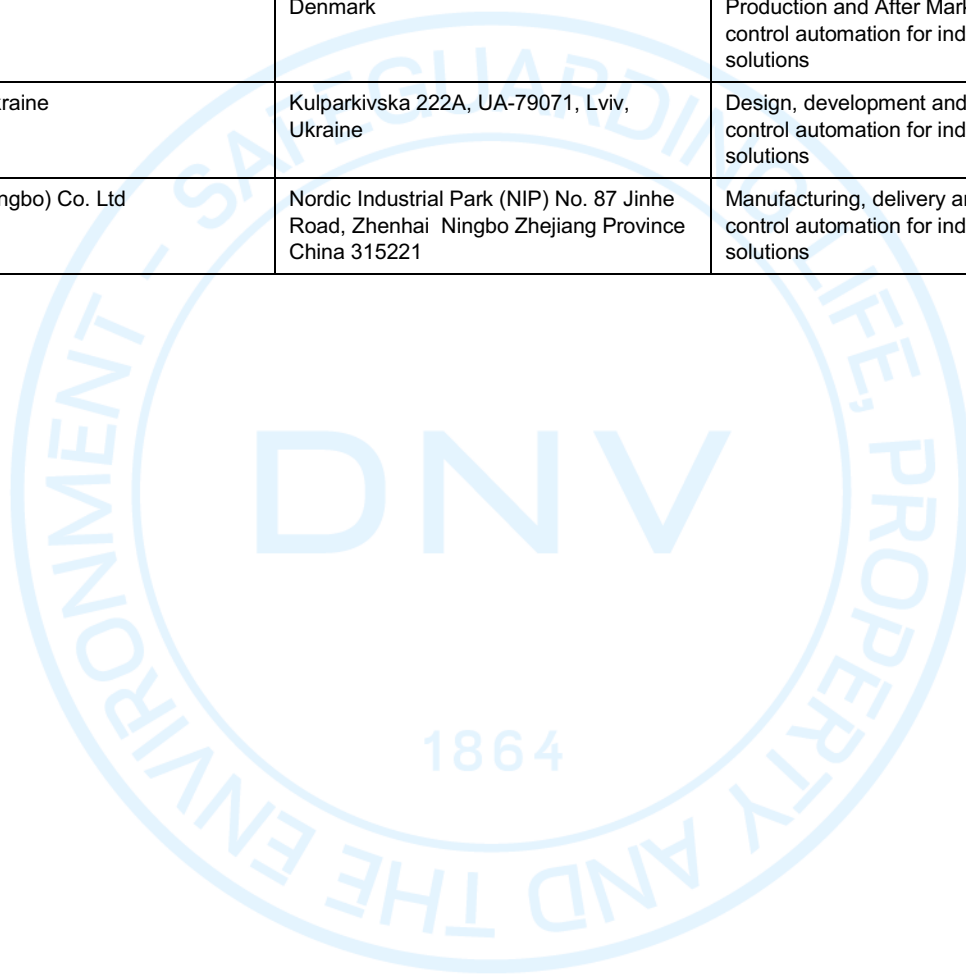 Denmark
Production and After Mark
control automation for ind
solutions
kraine
Kulparkivska 222A, UA-79071, Lviv,
Ukraine
Design, development and
control automation for ind
solutions
ngbo) Co. Ltd
Nordic Industrial Park (NIP) No. 87 Jinhe
Road, Zhenhai  Ningbo Zhejiang Province
China 315221
Manufacturing, delivery an
control automation for ind
solutions
SAFEGUARDING LIFE, PROPERTY AND THE ENVIRONMENT -
DNV
1864